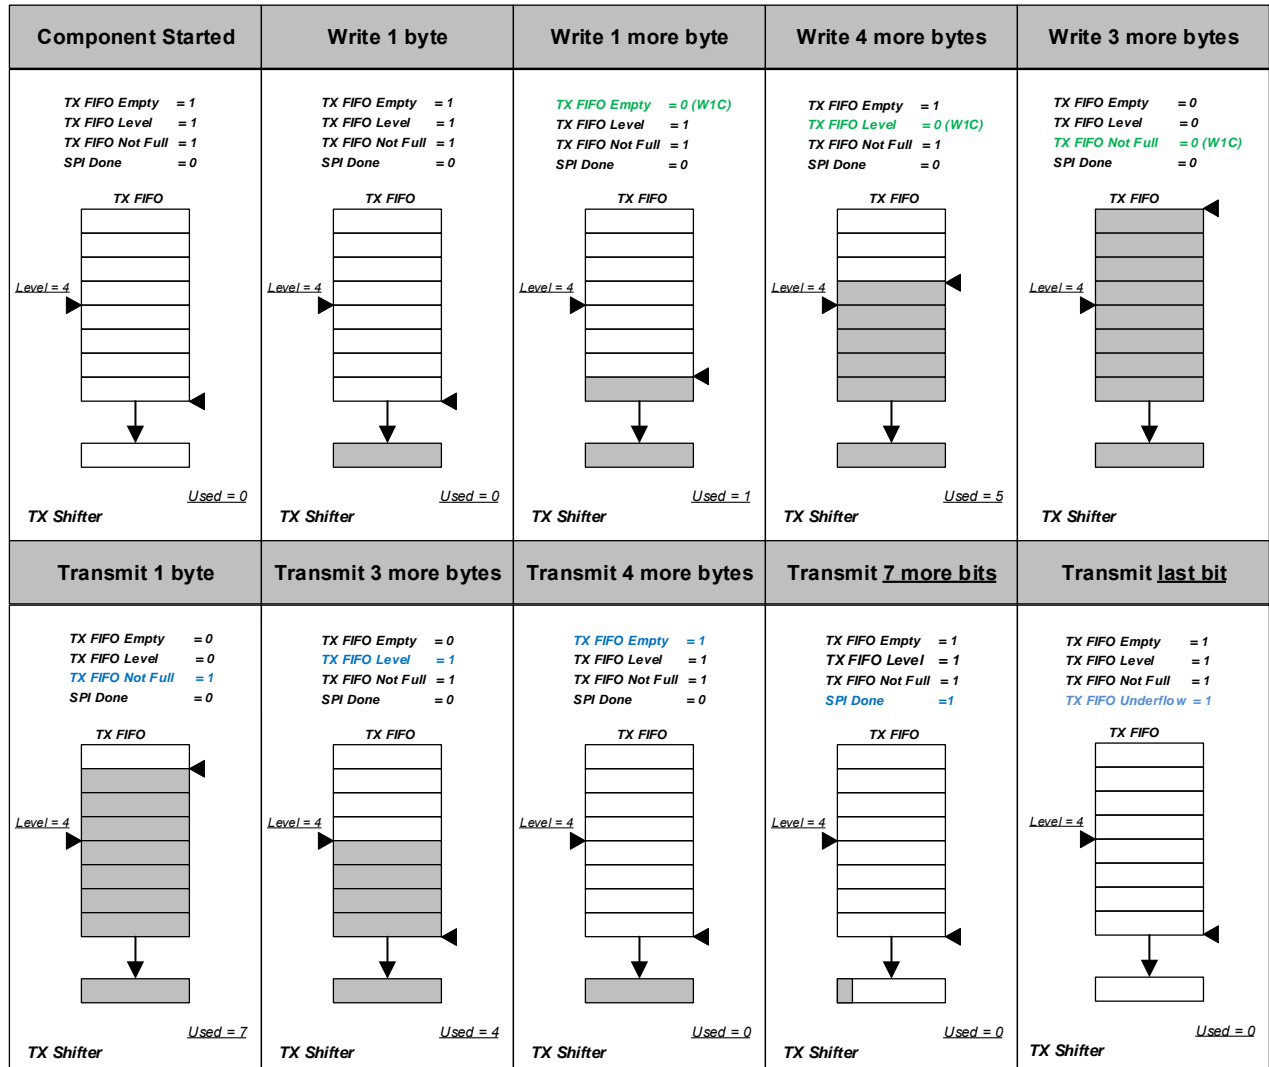 Component Started
TX FIFO Empty = 1
TX FIFO Level = 1
TX FIFO Not Full = 1
SPI Done = 0
TX FIFO
Level = 4
Used = 0
TX Shifter
Write 1 byte
TX FIFO Empty = 1
TX FIFO Level = 1
TX FIFO Not Full = 1
SPI Done = 0
TX FIFO
Level = 4
Used = 0
Write 1 more byte
TX FIFO Empty = 0 (W1C)
TX FIFO Level = 1
TX FIFO Not Full = 1
SPI Done = 0
TX FIFO
Level = 4
Used = 1
TX Shifter
Write 4 more bytes
TX FIFO Empty = 1
TX FIFO Level = 0 (W1C)
TX FIFO Not Full = 1
SPI Done = 0
TX FIFO
Level = 4
Used = 5
TX Shifter
Write 3 more bytes
TX FIFO Empty = 0
TX FIFO Level = 0
TX FIFO Not Full = 0 (W1C)
SPI Done = 0
TX FIFO
Level = 4
TX Shifter
Transmit 1 byte
TX FIFO Empty = 0
TX FIFO Level = 0
TX FIFO Not Full = 1
SPI Done = 0
TX FIFO
Level = 4
Used = 7
TX Shifter
Transmit 3 more bytes
TX FIFO Empty = 0
TX FIFO Level = 1
TX FIFO Not Full = 1
SPI Done = 0
TX FIFO
Level = 4
Used = 4
TX Shifter
Transmit 4 more bytes
TX FIFO Empty = 1
TX FIFO Level = 1
TX FIFO Not Full = 1
SPI Done = 0
TX FIFO
Level = 4
Used = 0
TX Shifter
Transmit 7 more bits
TX FIFO Empty = 1
TX FIFO Level = 1
TX FIFO Not Full = 1
SPI Done =1
TX FIFO
Level = 4
Used = 0
TX Shifter
Transmit last bit
TX FIFO Empty = 1
TX FIFO Level = 1
TX FIFO Not Full = 1
TX FIFO Underflow = 1
TX FIFO
Level = 4
Used = 0
TX Shifter